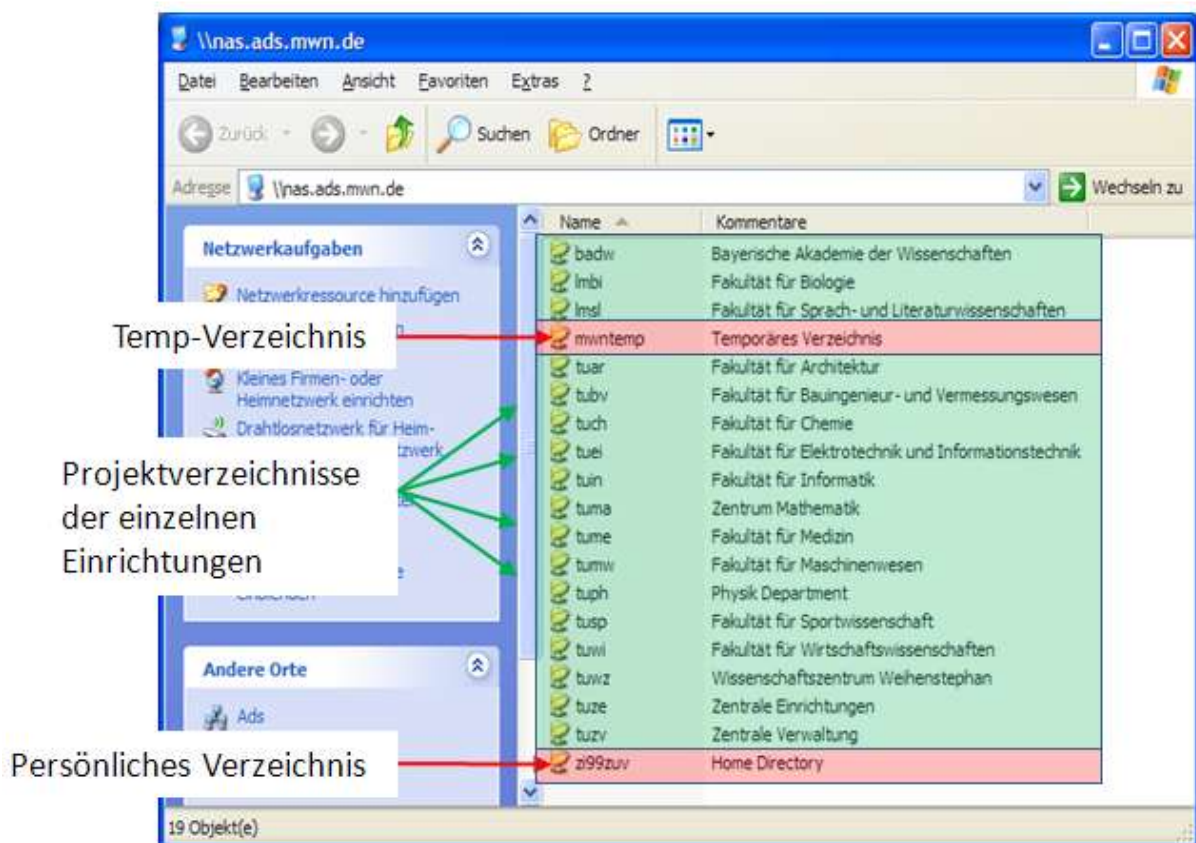 \\nas.ads.mwn.de
Datei Bearbeiten Ansicht Favoriten Extras ?
Zurück Suchen Ordner
Adresse \\nas.ads.mwn.de Wechseln zu
Netzwerkaufgaben
Netzwerkressource hinzufügen
Kleines Firmen- oder
Heimnetzwerk einrichten
Drahtlosnetzwerk für Heim-
Andere Orte
Ads
Temp-Verzeichnis
Projektverzeichnisse
der einzelnen
Einrichtungen
Persönliches Verzeichnis
Name Kommentare
badw Bayerische Akademie der Wissenschaften
lmbi Fakultät für Biologie
lmsl Fakultät für Sprach- und Literaturwissenschaften
mwntemp Temporäres Verzeichnis
tuar Fakultät für Architektur
tubv Fakultät für Bauingenieur- und Vermessungswesen
tuch Fakultät für Chemie
tuei Fakultät für Elektrotechnik und Informationstechnik
tuin Fakultät für Informatik
tuma Zentrum Mathematik
tume Fakultät für Medizin
tumw Fakultät für Maschinenwesen
tuph Physik Department
tusp Fakultät für Sportwissenschaft
tuwi Fakultät für Wirtschaftswissenschaften
tuwz Wissenschaftszentrum Weihenstephan
tuze Zentrale Einrichtungen
tuzv Zentrale Verwaltung
zi99zuv Home Directory
19 Objekt(e)